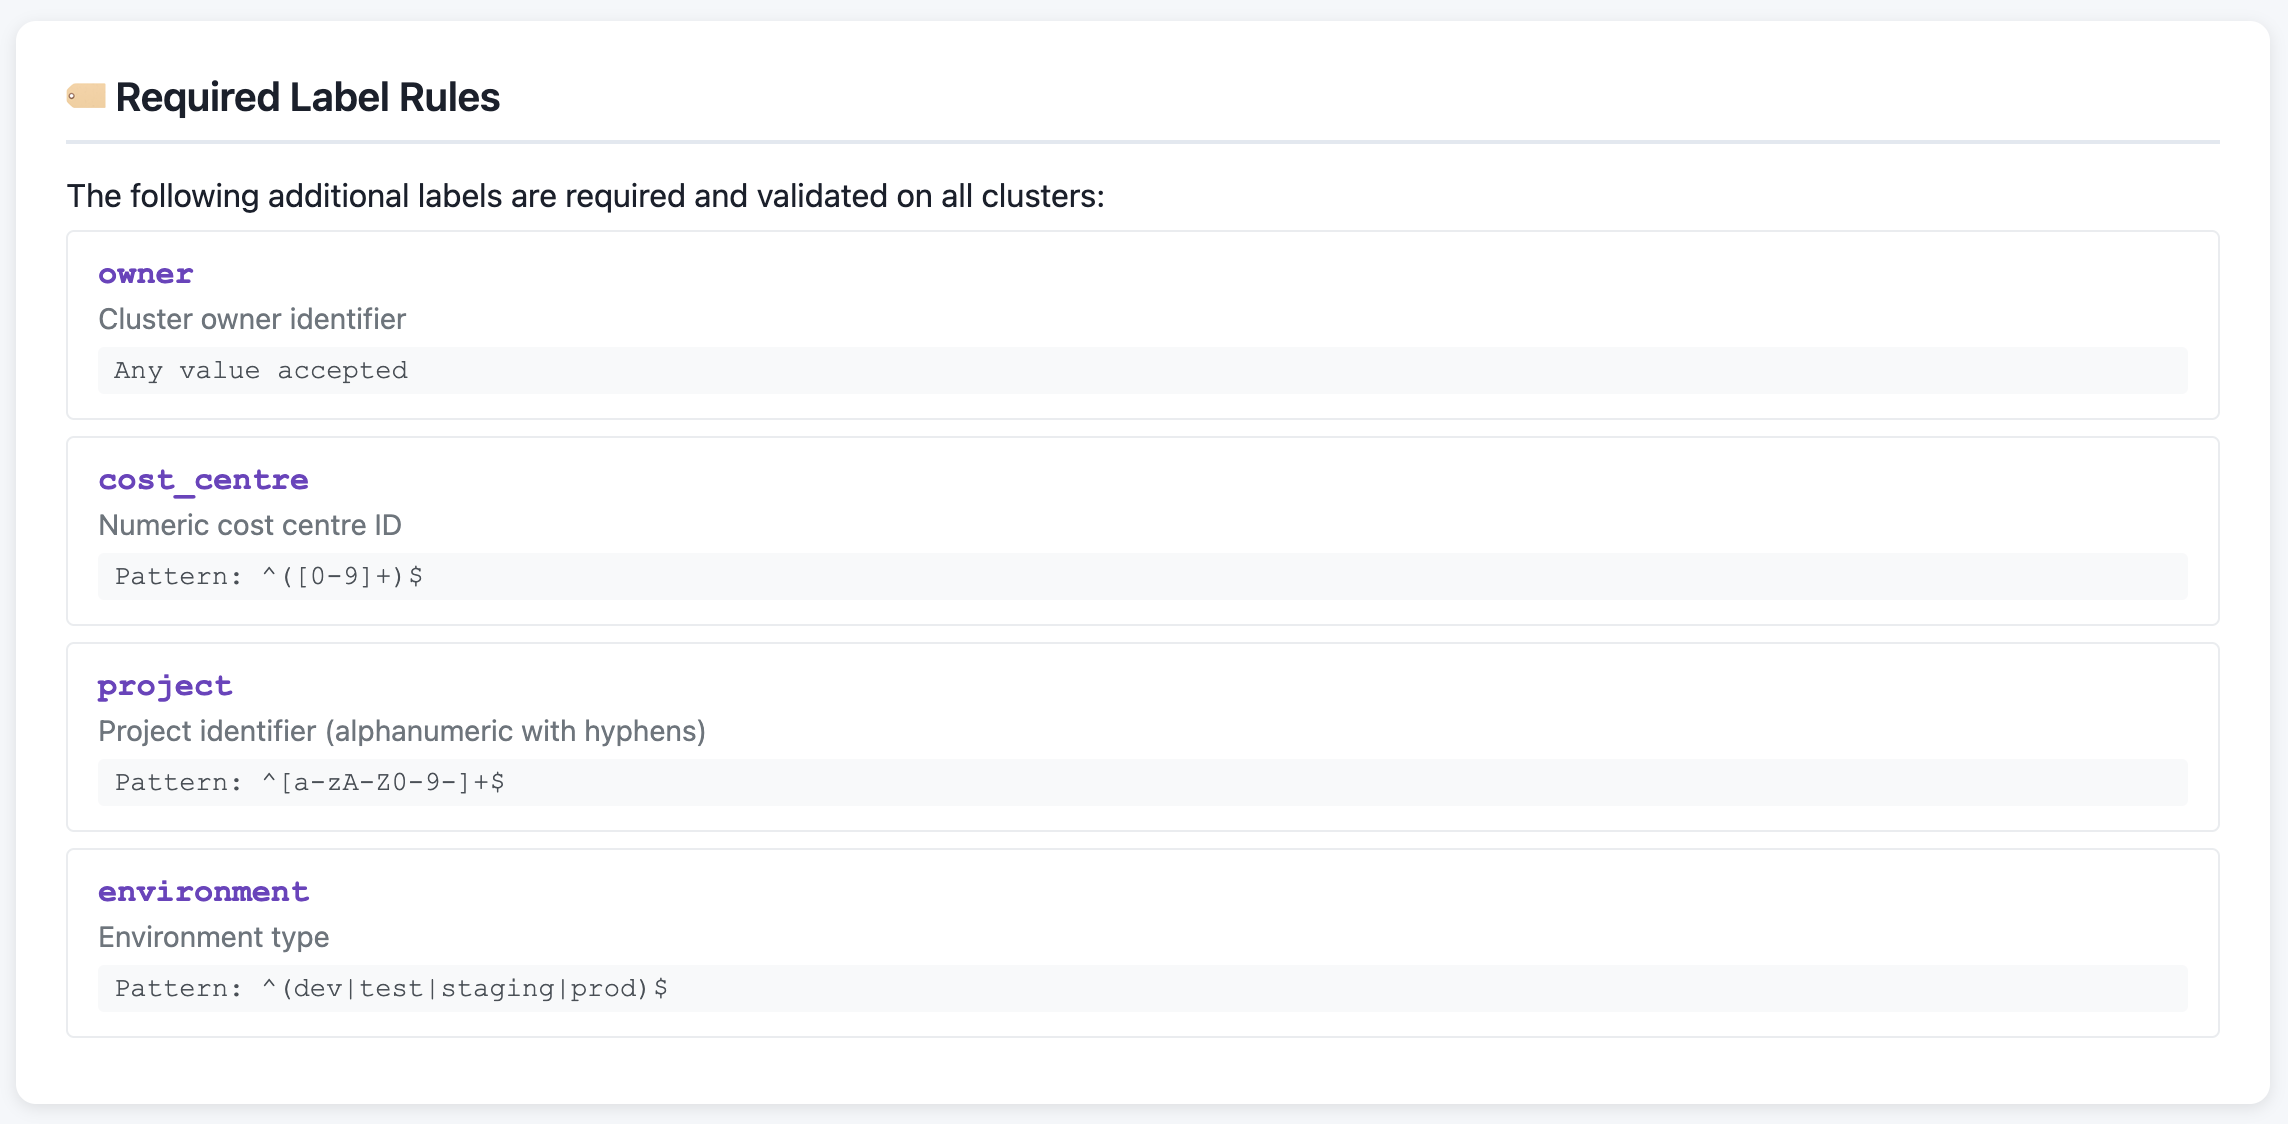 Required Label Rules
The following additional labels are required and validated on all clusters:
owner
Cluster owner identifier
Any value accepted
cost_centre
Numeric cost centre ID
Pattern: ^([0-9]+)$
project
Project identifier (alphanumeric with hyphens)
Pattern: ^[a-zA-Z0-9-]+$
environment
Environment type
Pattern: ^(dev|test|staging|prod)$